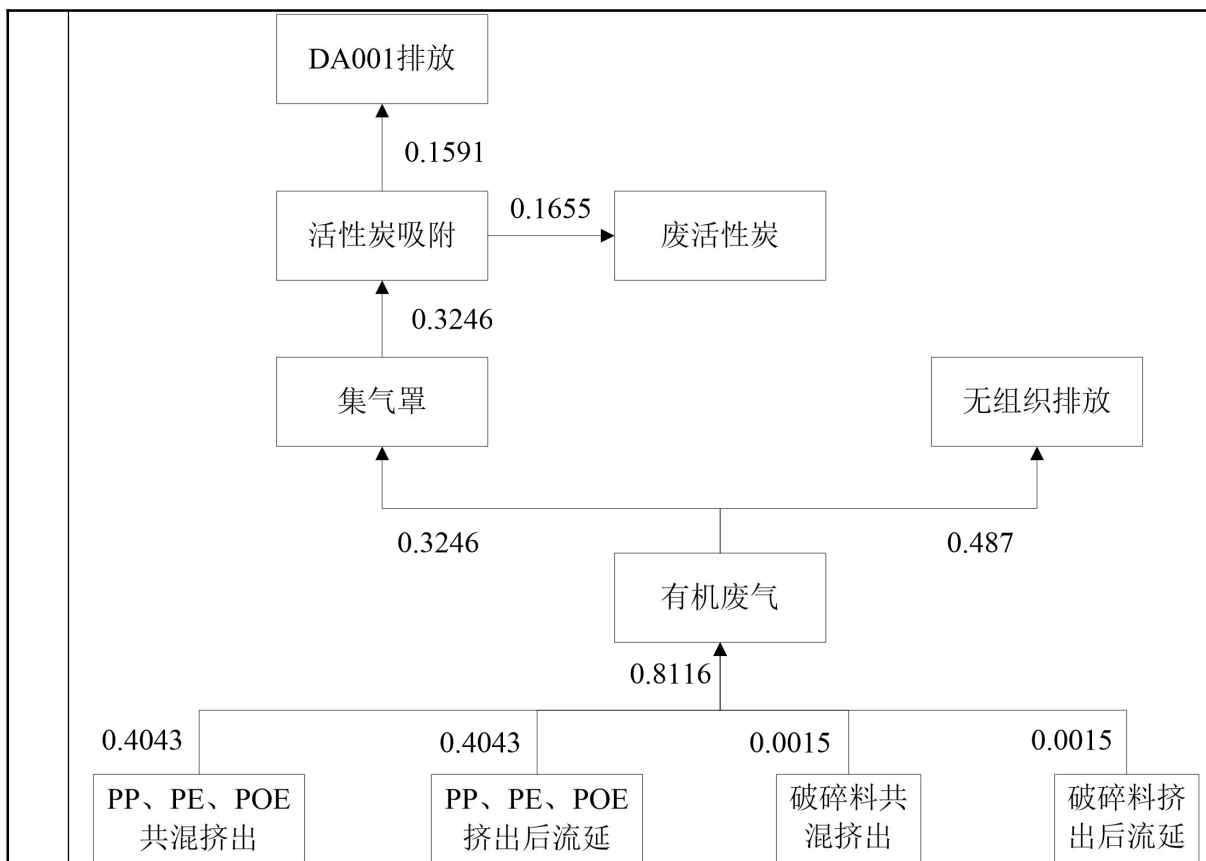 DA001排放
0.1591
活性炭吸附
0.1655
废活性炭
0.3246
集气罩
无组织排放
0.3246
0.487
有机废气
0.8116
0.4043
0.4043
0.0015
0.0015
PP、PE、POE
共混挤出
PP、PE、POE
挤出后流延
破碎料共
混挤出
破碎料挤
出后流延